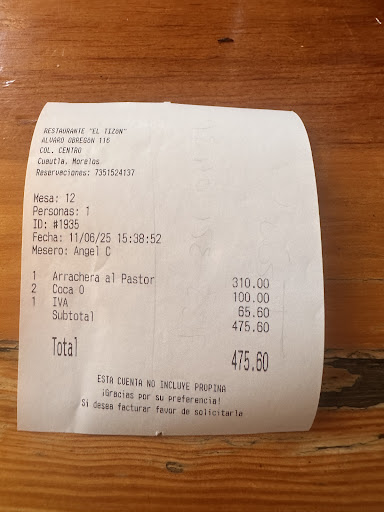 RESTAURANTE "EL TIZON"
ALVARO OBREGON 116
COL. CENTRO
Cuautla. Morelos
Reservaciones: 7351524137
Mesa: 12
Personas: 1
ID: #1935
Fecha: 11/06/25 15:38:52
Mesero: Angel C
1 Arrachera al Pastor 310.00
2 Coca 0 100.00
1 IVA 65.60
Subtotal 475.60
Total 475.60
ESTA CUENTA NO INCLUYE PROPINA
¡Gracias por su preferencia!
Si desea facturar favor de solicitarla